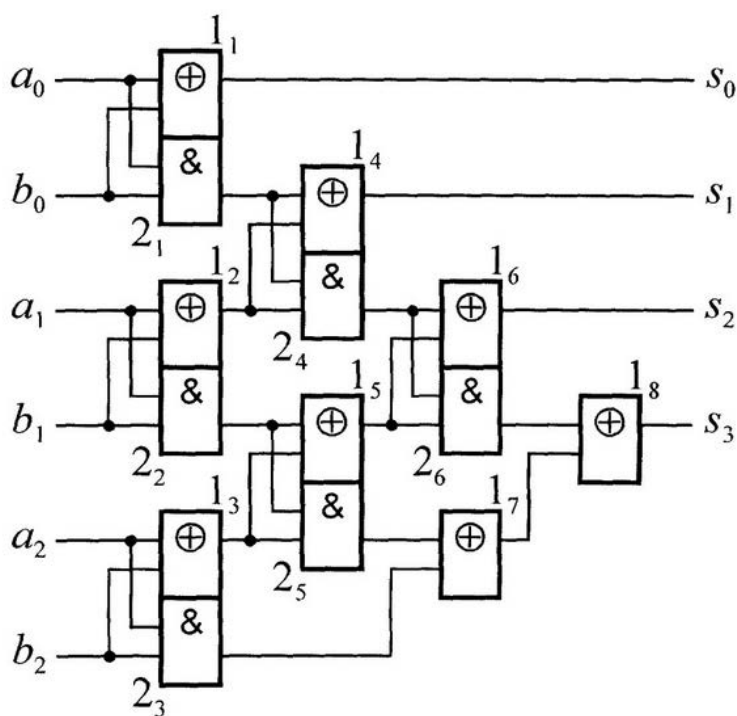 1₁
a₀ ⊕ s₀
& 1₄
b₀ ⊕ s₁
2₁ 1₂ & 1₆
a₁ ⊕ 2₄ ⊕ s₂
& 1₅ & 1₈
b₁ ⊕ ⊕ s₃
2₂ 1₃ & 2₆ 1₇
a₂ ⊕ 2₅ ⊕
&
b₂
2₃